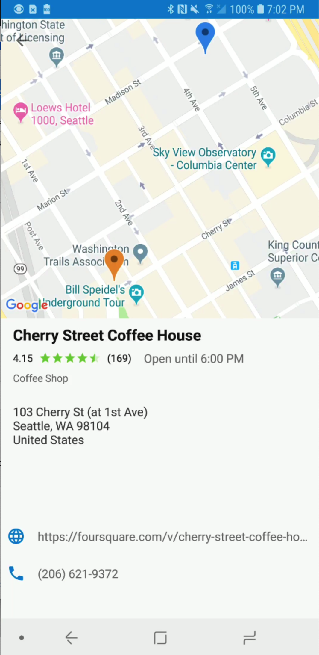 100% 7:02 PM
hington State
t of Licensing
Madison St
4th Ave
5th Ave
Columbia St
Loews Hotel
1000, Seattle
3rd Ave
Sky View Observatory
- Columbia Center
1st Ave
Marion St
2nd Ave
Post Ave
Cherry St
Washington
Trails Association
King Count
Superior Co
99
James St
Bill Speidel's
Underground Tour
Google
Cherry Street Coffee House
4.15 (169) Open until 6:00 PM
Coffee Shop
103 Cherry St (at 1st Ave)
Seattle, WA 98104
United States
https://foursquare.com/v/cherry-street-coffee-ho...
(206) 621-9372